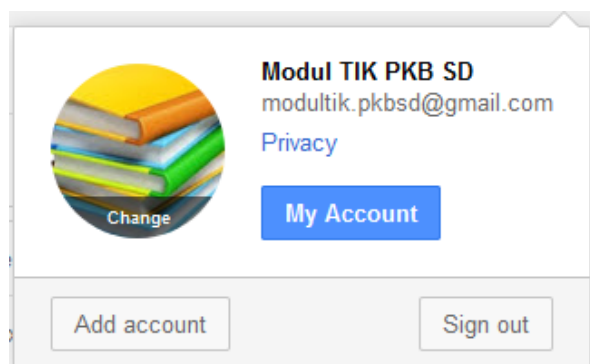 Modul TIK PKB SD
modultik.pkbsd@gmail.com
Privacy
Change
My Account
Add account
Sign out